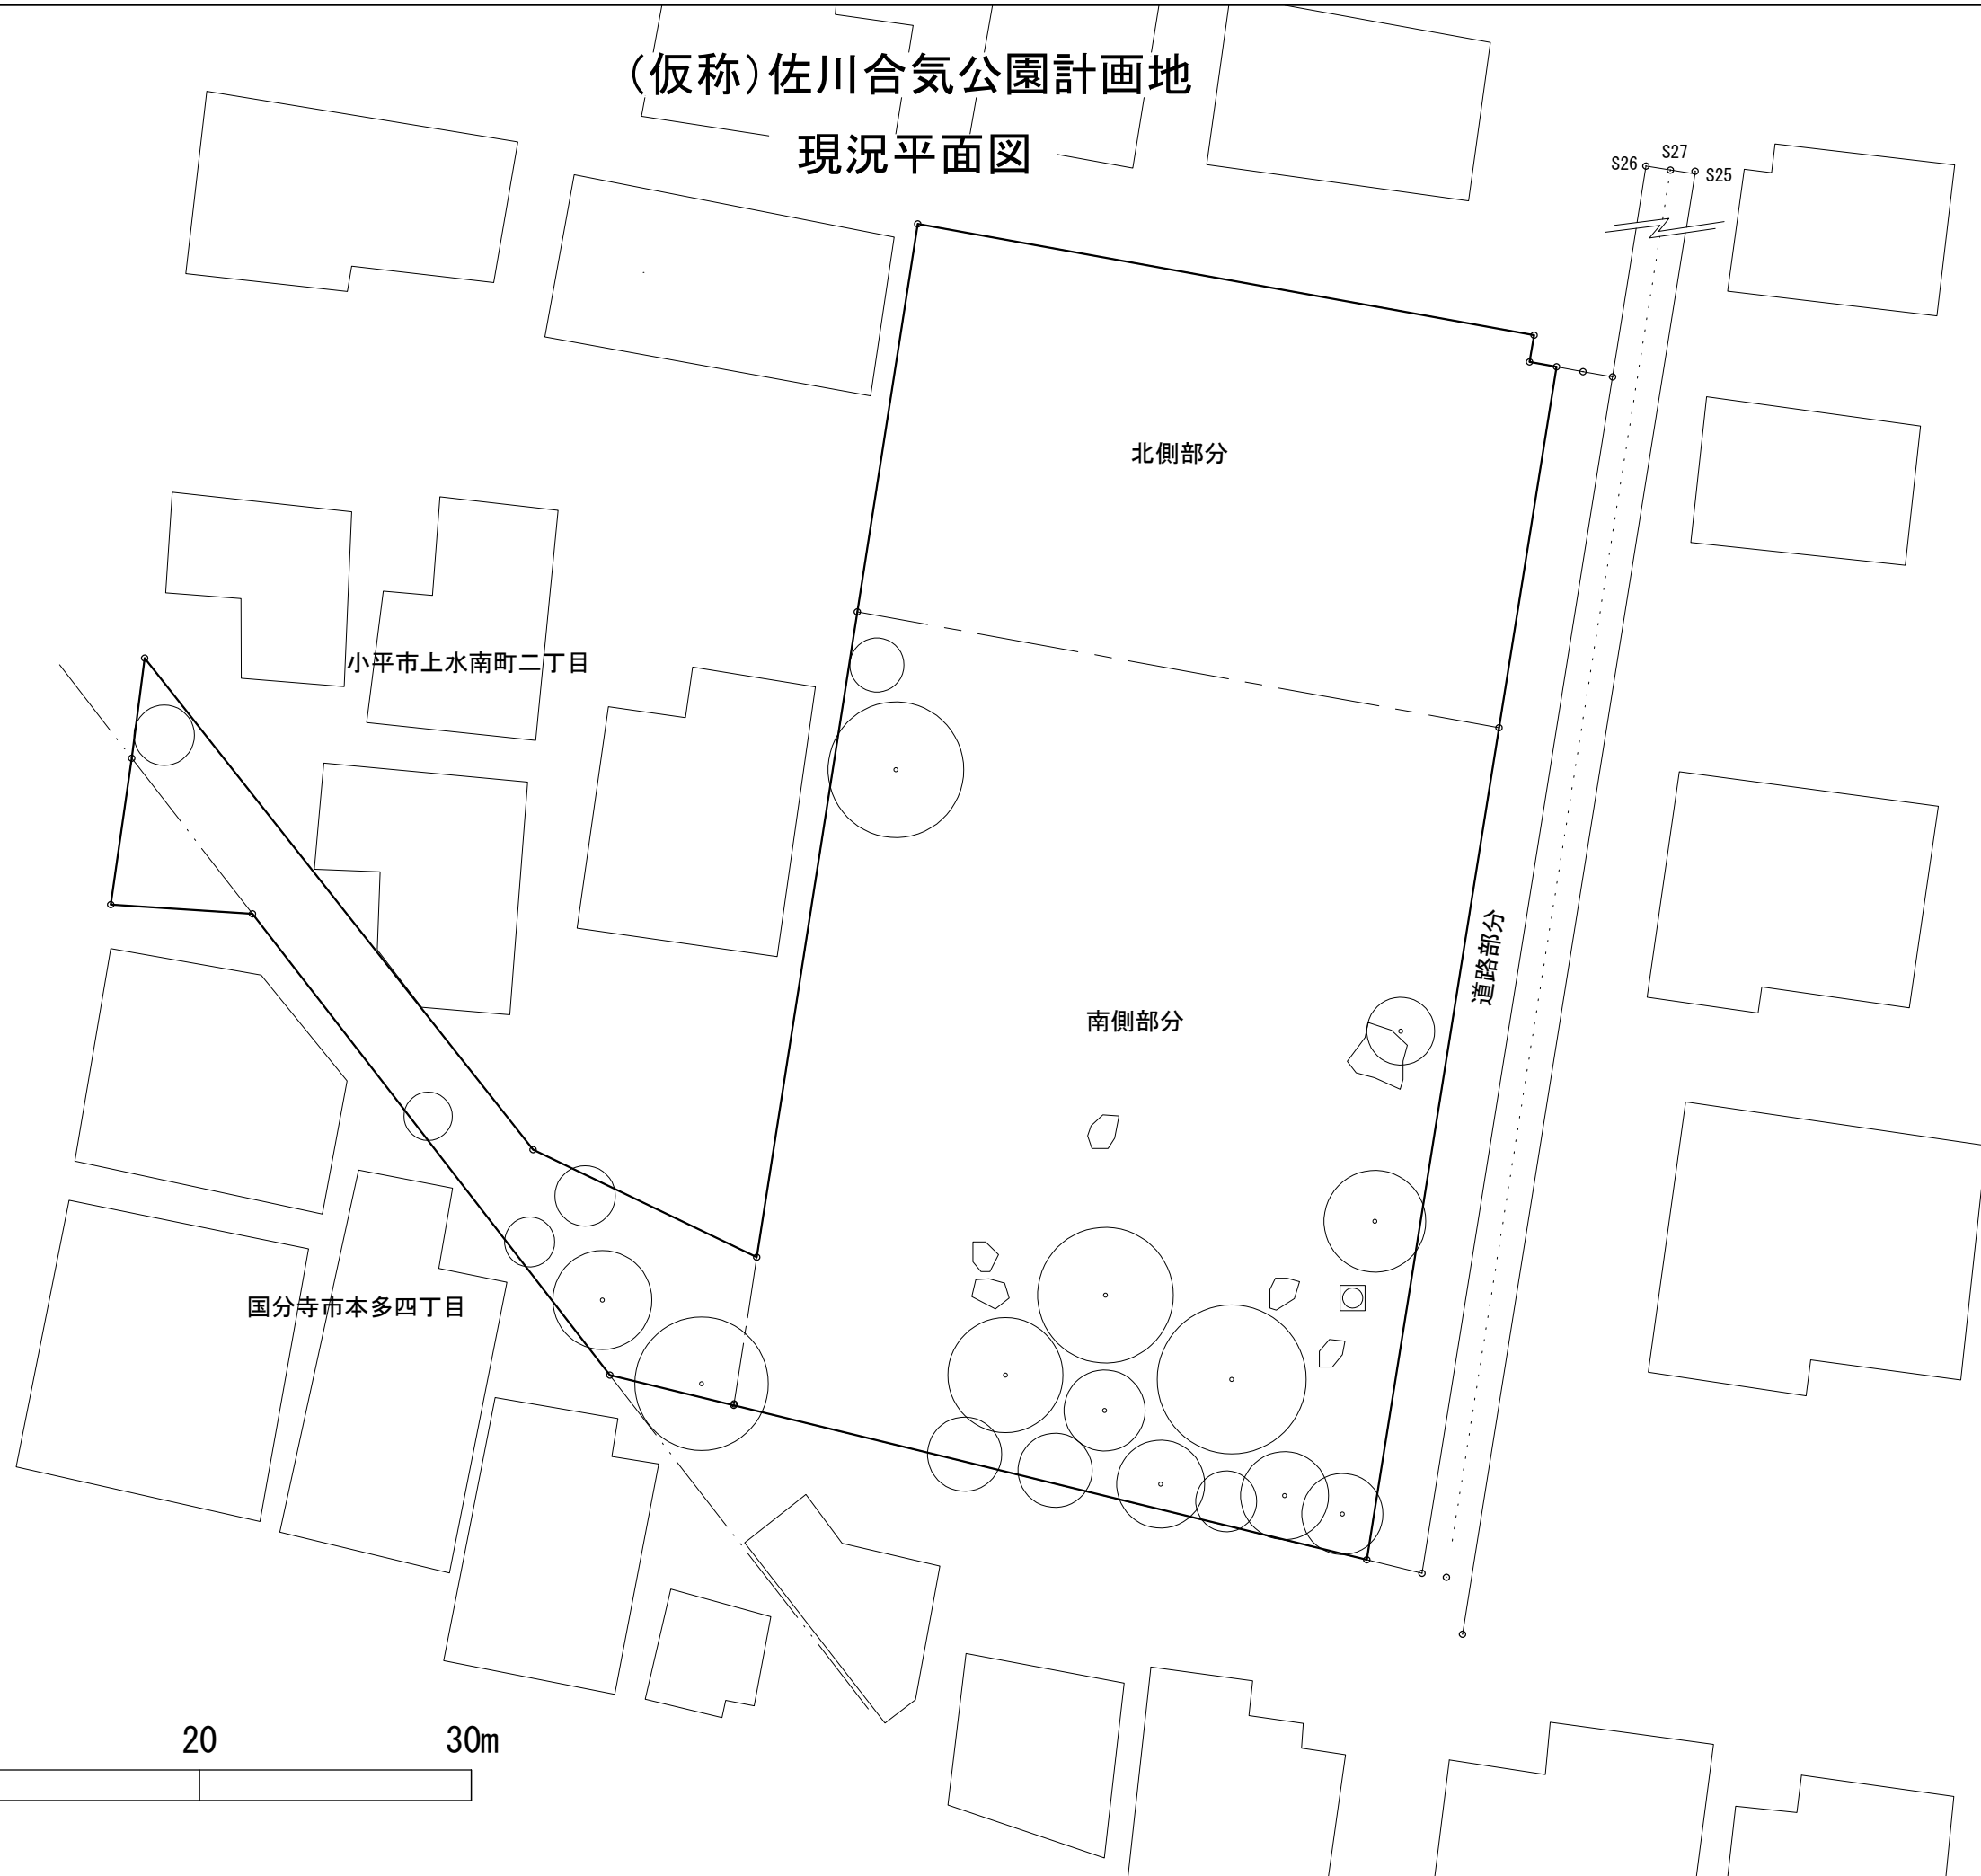 (仮称)佐川合気公園計画地
現況平面図
S26
S27
S25
北側部分
小平市上水南町二丁目
道路部分
南側部分
国分寺市本多四丁目
20
30m